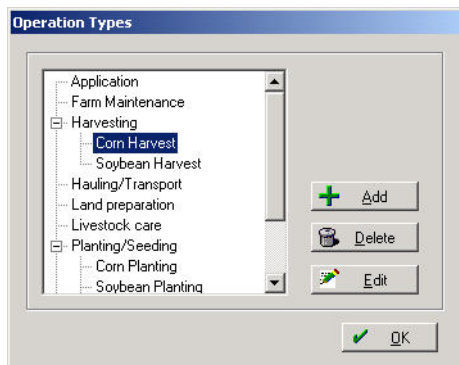 Operation Types
Application
Farm Maintenance
Harvesting
Corn Harvest
Soybean Harvest
Hauling/Transport
Land preparation
Livestock care
Planting/Seeding
Corn Planting
Soybean Planting
Add
Delete
Edit
OK